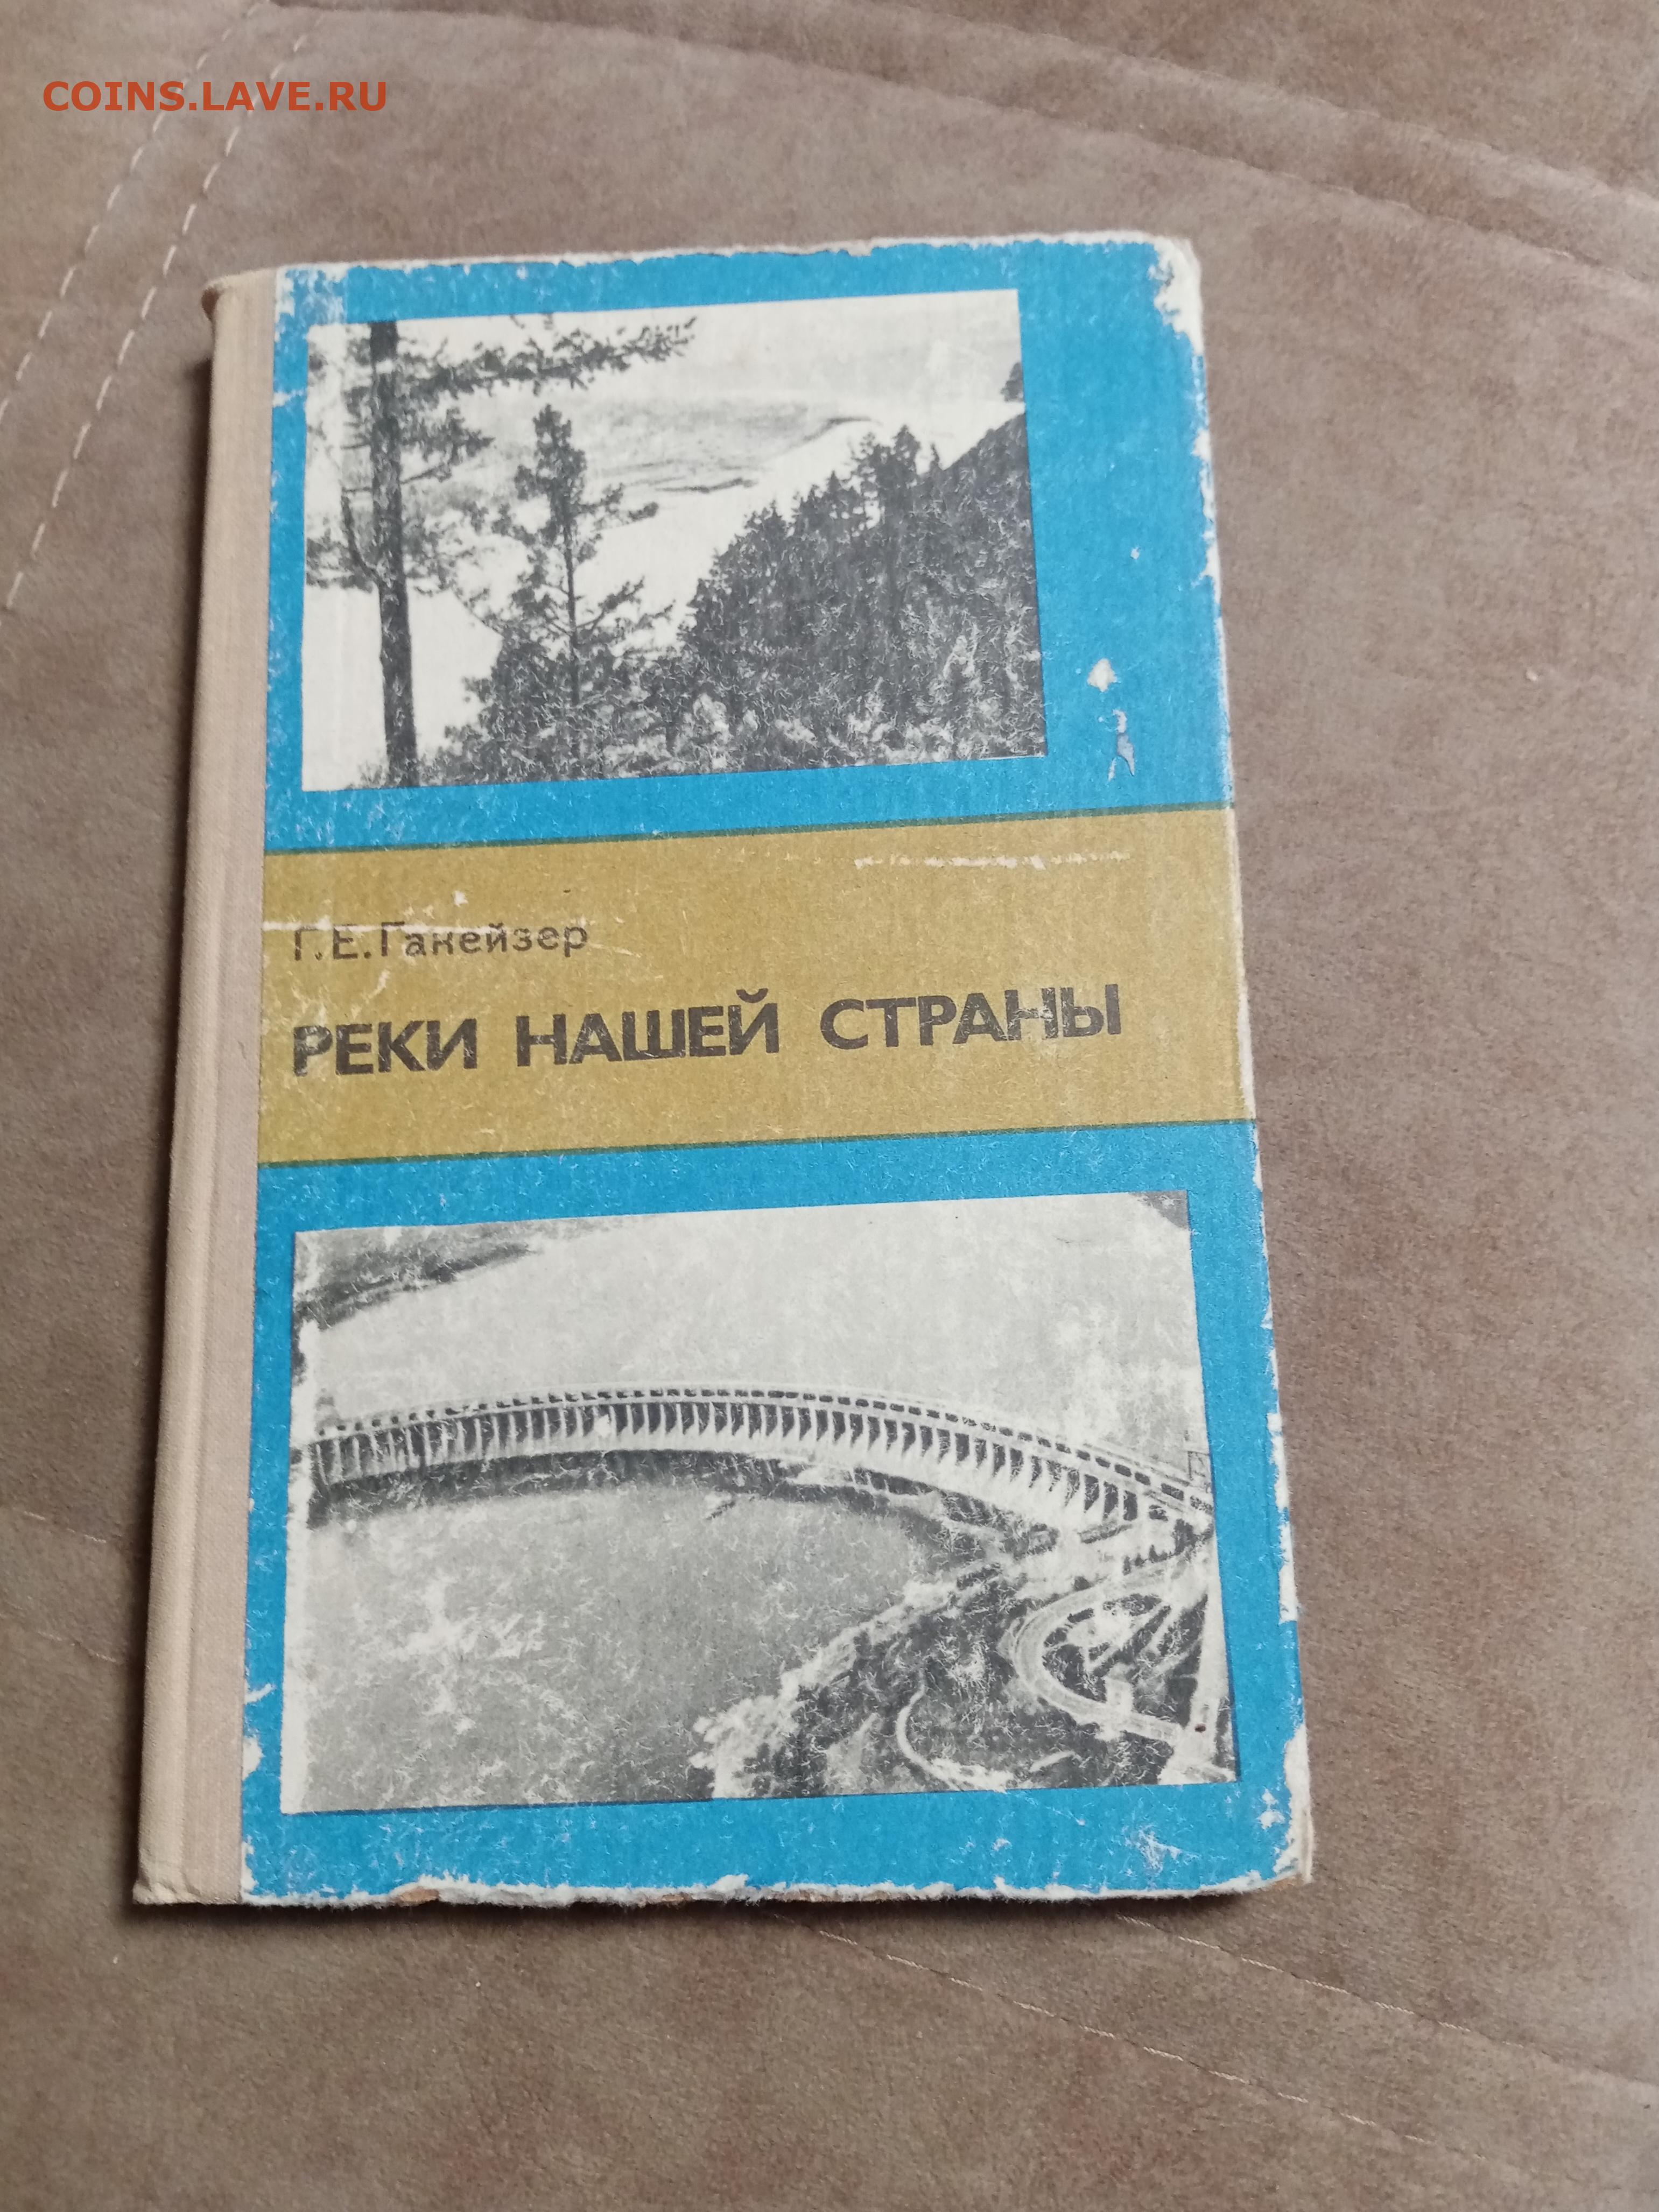 COINS.LAVE.RU
Г.Е.Ганейзер
РЕКИ НАШЕЙ СТРАНЫ